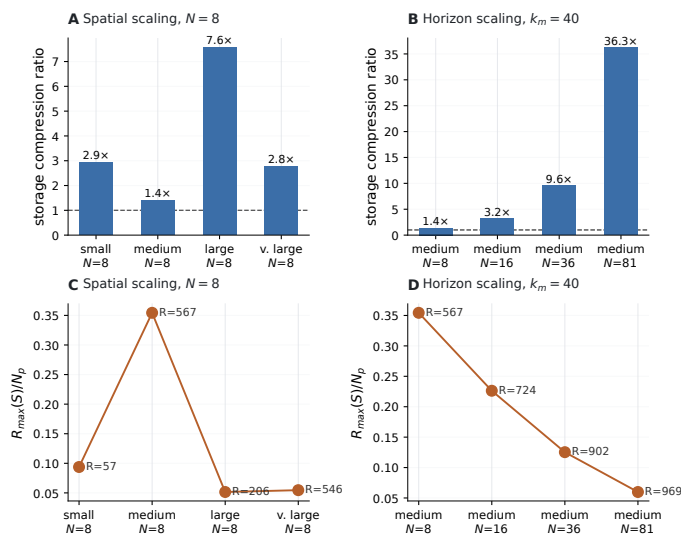 A Spatial scaling, N = 8
storage compression ratio
7
6
5
4
3
2
1
0
2.9×
1.4×
7.6×
2.8×
small
N=8
medium
N=8
large
N=8
v. large
N=8
B Horizon scaling, kₘ = 40
storage compression ratio
35
30
25
20
15
10
5
0
1.4×
3.2×
9.6×
36.3×
medium
N=8
medium
N=16
medium
N=36
medium
N=81
C Spatial scaling, N = 8
Rₘₐₓ(S)/Nₚ
0.35
0.30
0.25
0.20
0.15
0.10
0.05
R=57
R=567
R=206
R=546
small
N=8
medium
N=8
large
N=8
v. large
N=8
D Horizon scaling, kₘ = 40
Rₘₐₓ(S)/Nₚ
0.35
0.30
0.25
0.20
0.15
0.10
0.05
R=567
R=724
R=902
R=969
medium
N=8
medium
N=16
medium
N=36
medium
N=81